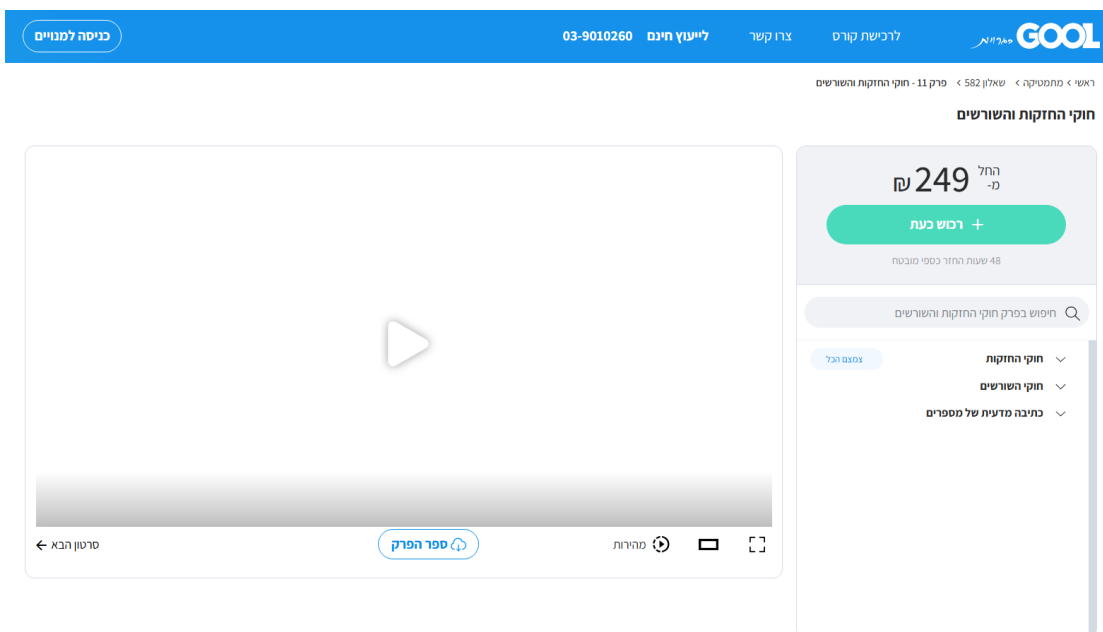 GOOL בגרויות
לרכישת קורס
צרו קשר
לייעוץ חינם 03-9010260
כניסה למנויים
ראשי > מתמטיקה > שאלון 582 > פרק 11 - חוקי החזקות והשורשים
חוקי החזקות והשורשים
החל
מ-
249 ₪
+ רכוש כעת
48 שעות החזר כספי מובטח
חיפוש בפרק חוקי החזקות והשורשים
חוקי החזקות
צמצם הכל
חוקי השורשים
כתיבה מדעית של מספרים
מהירות
ספר הפרק
סרטון הבא ←